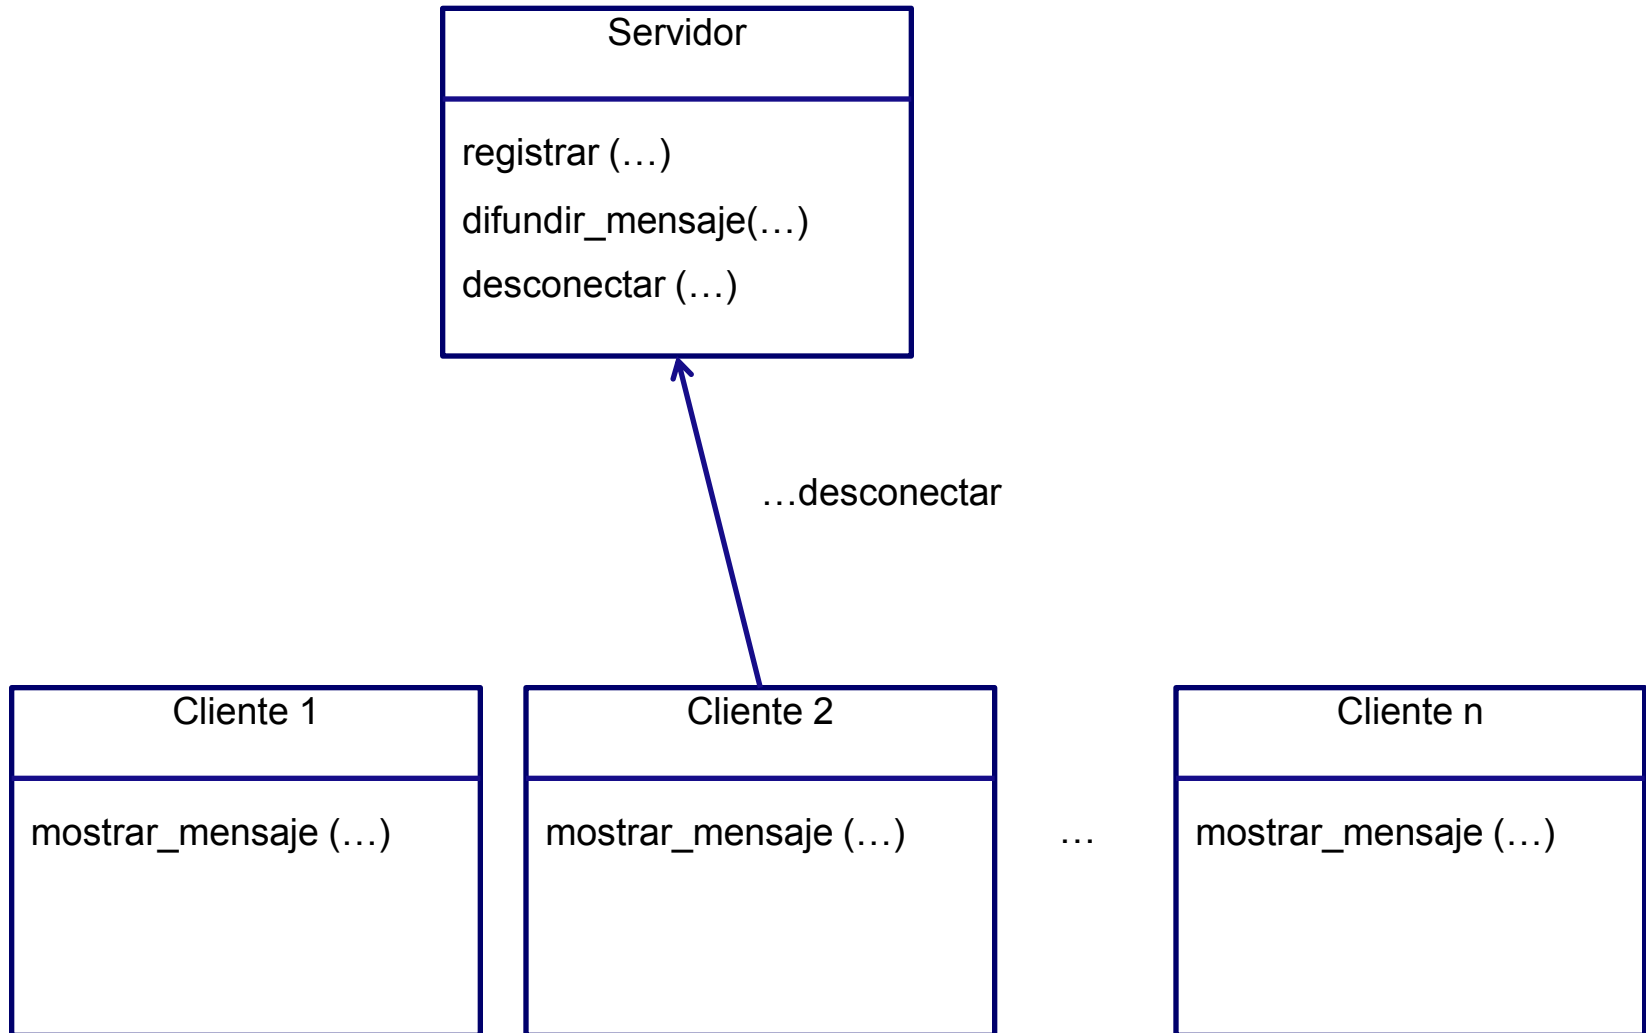 Servidor
registrar (…)
difundir_mensaje(…)
desconectar (…)
…desconectar
Cliente 1
mostrar_mensaje (…)
Cliente 2
mostrar_mensaje (…)
…
Cliente n
mostrar_mensaje (…)